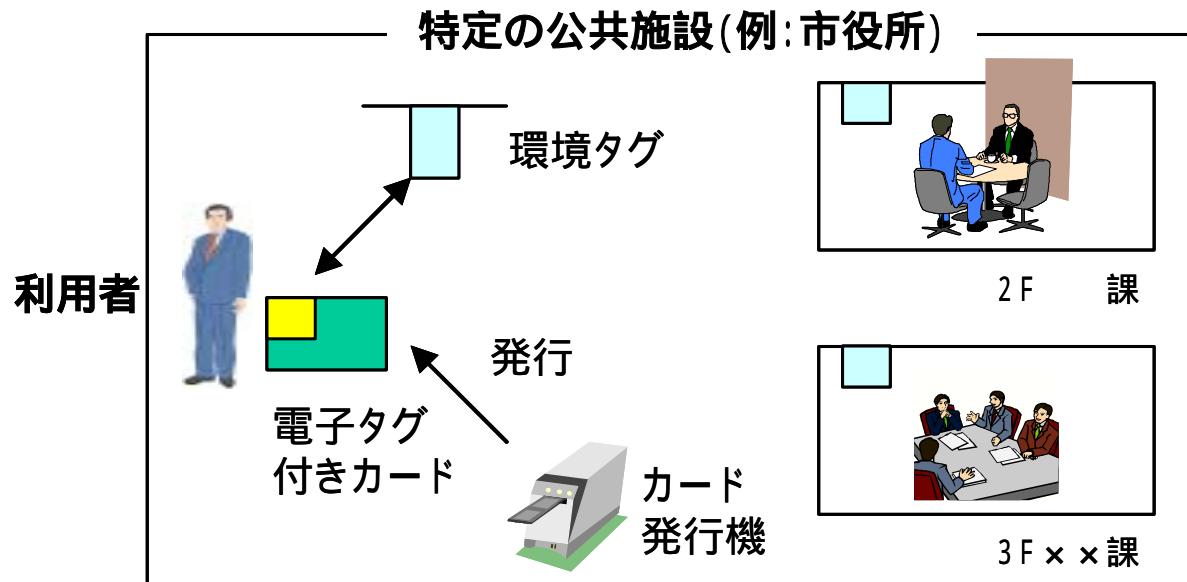 特定の公共施設(例:市役所)
環境タグ
利用者
2F 課
発行
電子タグ
付きカード
カード
発行機
3F××課